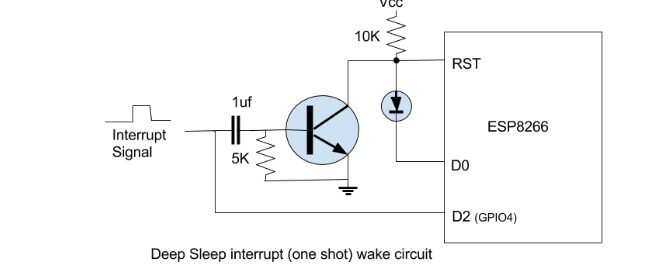 Vcc
10K
RST
1uf
ESP8266
Interrupt
Signal
5K
D0
D2 (GPIO4)
Deep Sleep interrupt (one shot) wake circuit